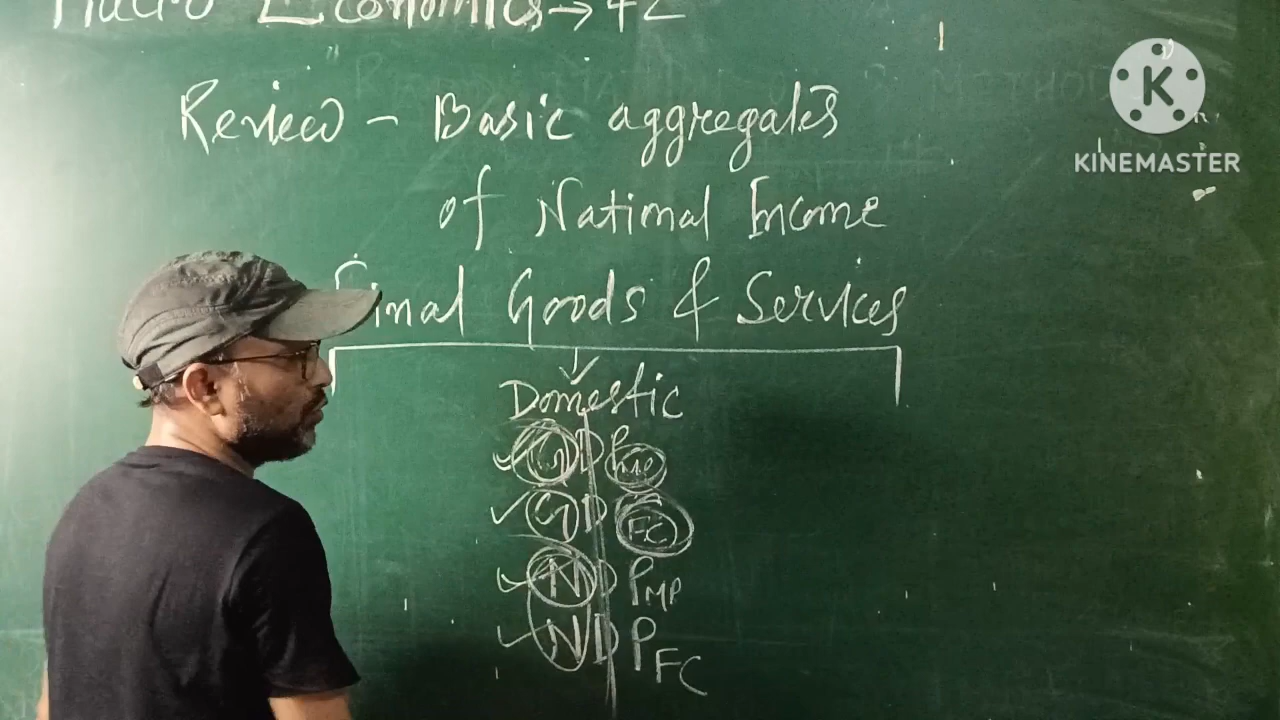 Macro Economics → 42
Review - Basic aggregates
of National Income
Final Goods & Services
Domestic
GDP MP
GDP FC
NDP MP
NDP FC
KINEMASTER